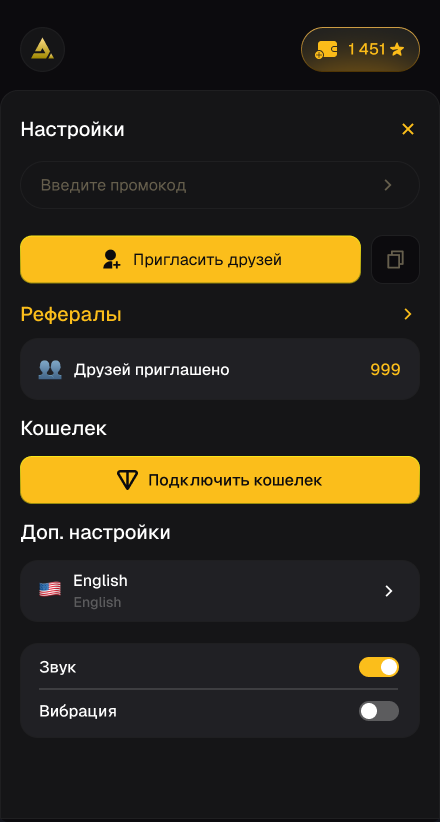 1 451
Настройки
Введите промокод
Пригласить друзей
Рефералы
Друзей приглашено
999
Кошелек
Подключить кошелек
Доп. настройки
English
English
Звук
Вибрация